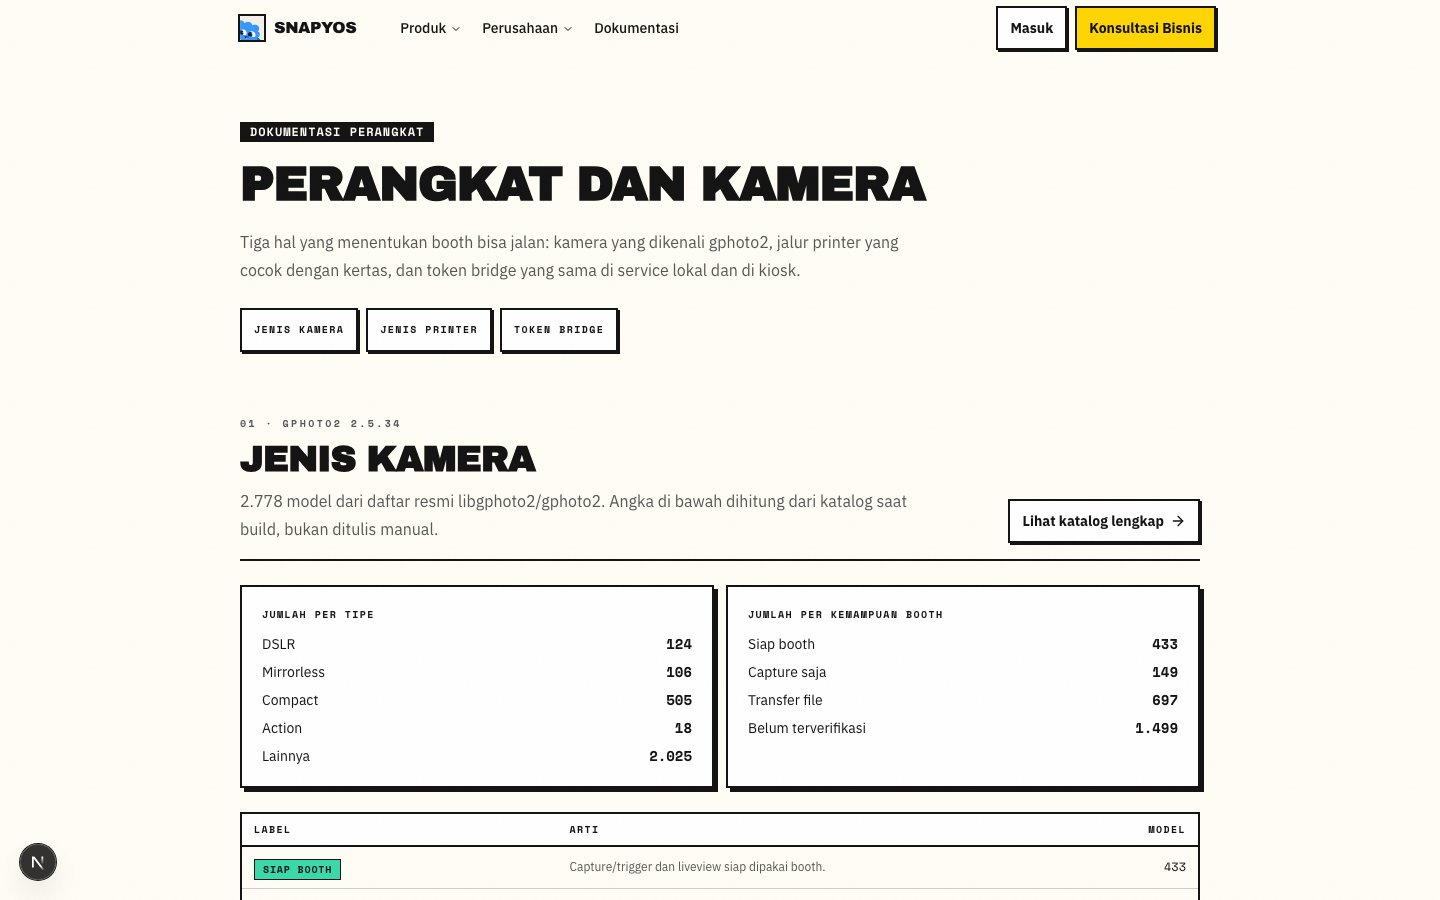 SNAPYOS
Produk
Perusahaan
Dokumentasi
Masuk
Konsultasi Bisnis
DOKUMENTASI PERANGKAT
PERANGKAT DAN KAMERA
Tiga hal yang menentukan booth bisa jalan: kamera yang dikenali gphoto2, jalur printer yang
cocok dengan kertas, dan token bridge yang sama di service lokal dan di kiosk.
JENIS KAMERA
JENIS PRINTER
TOKEN BRIDGE
01 · GPHOTO2 2.5.34
JENIS KAMERA
2.778 model dari daftar resmi libgphoto2/gphoto2. Angka di bawah dihitung dari katalog saat
build, bukan ditulis manual.
Lihat katalog lengkap →
JUMLAH PER TIPE
DSLR 124
Mirrorless 106
Compact 505
Action 18
Lainnya 2.025
JUMLAH PER KEMAMPUAN BOOTH
Siap booth 433
Capture saja 149
Transfer file 697
Belum terverifikasi 1.499
LABEL ARTI MODEL
SIAP BOOTH Capture/trigger dan liveview siap dipakai booth. 433
N